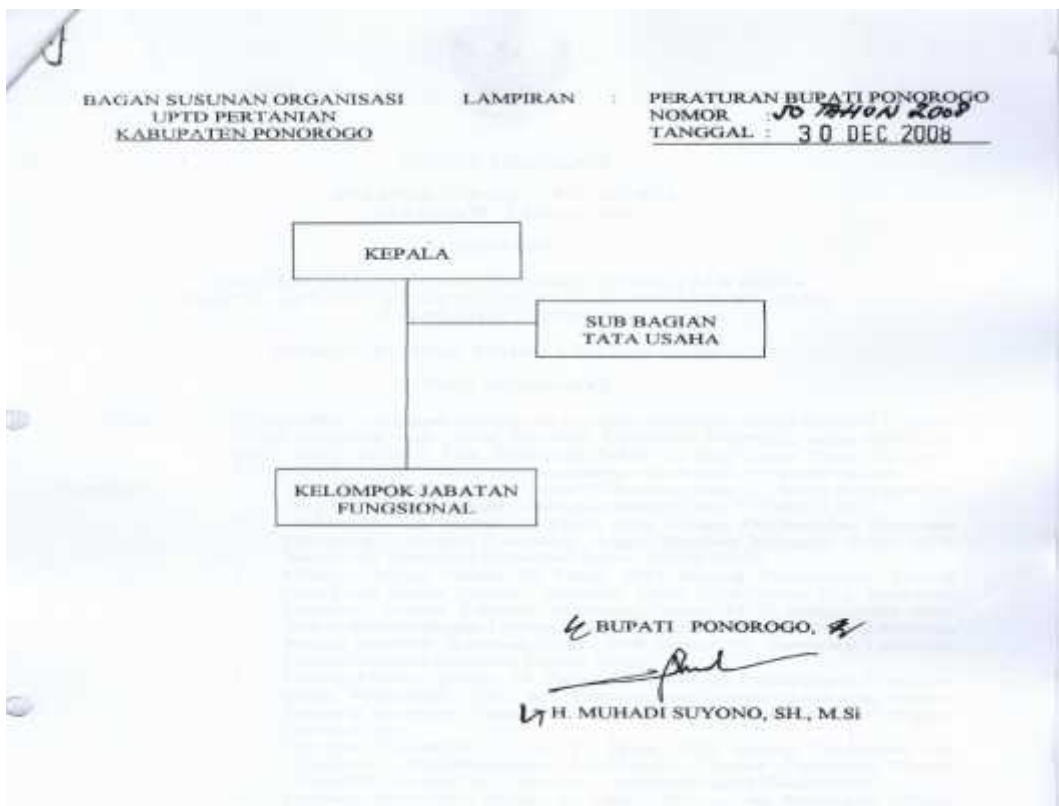 BAGAN SUSUNAN ORGANISASI
UPTD PERTANIAN
KABUPATEN PONOROGO
LAMPIRAN :
PERATURAN BUPATI PONOROGO
NOMOR : TAHUN 2008
TANGGAL : 30 DEC 2008
KEPALA
SUB BAGIAN
TATA USAHA
KELOMPOK JABATAN
FUNGSIONAL
BUPATI PONOROGO,
H. MUHADI SUYONO, SH., M.Si